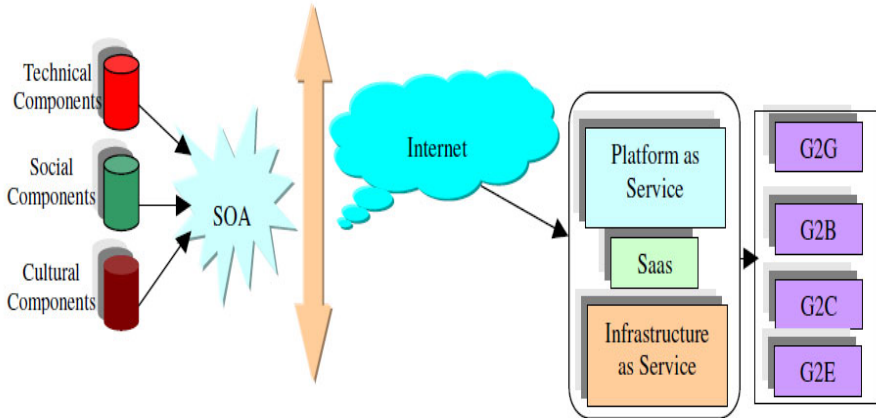 Technical
Components
Social
Components
Cultural
Components
SOA
Internet
Platform as
Service
Saas
Infrastructure
as Service
G2G
G2B
G2C
G2E